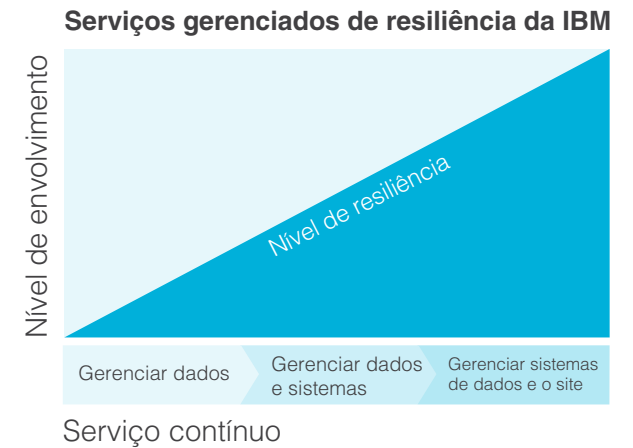 Serviços gerenciados de resiliência da IBM
Nível de envolvimento
Nível de resiliência
Gerenciar dados
Gerenciar dados
e sistemas
Gerenciar sistemas
de dados e o site
Serviço contínuo